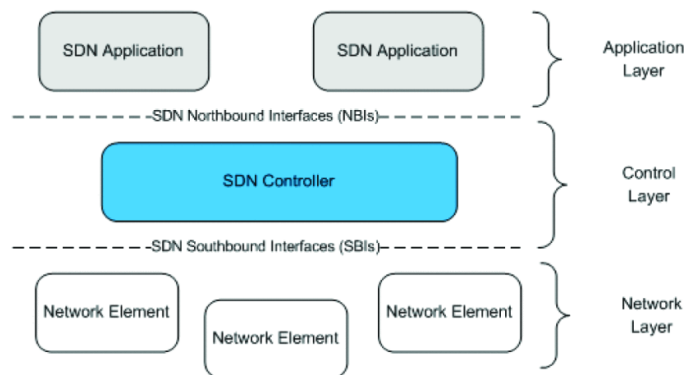 SDN Application
SDN Application
Application
Layer
SDN Northbound Interfaces (NBIs)
SDN Controller
Control
Layer
SDN Southbound Interfaces (SBIs)
Network Element
Network Element
Network Element
Network
Layer